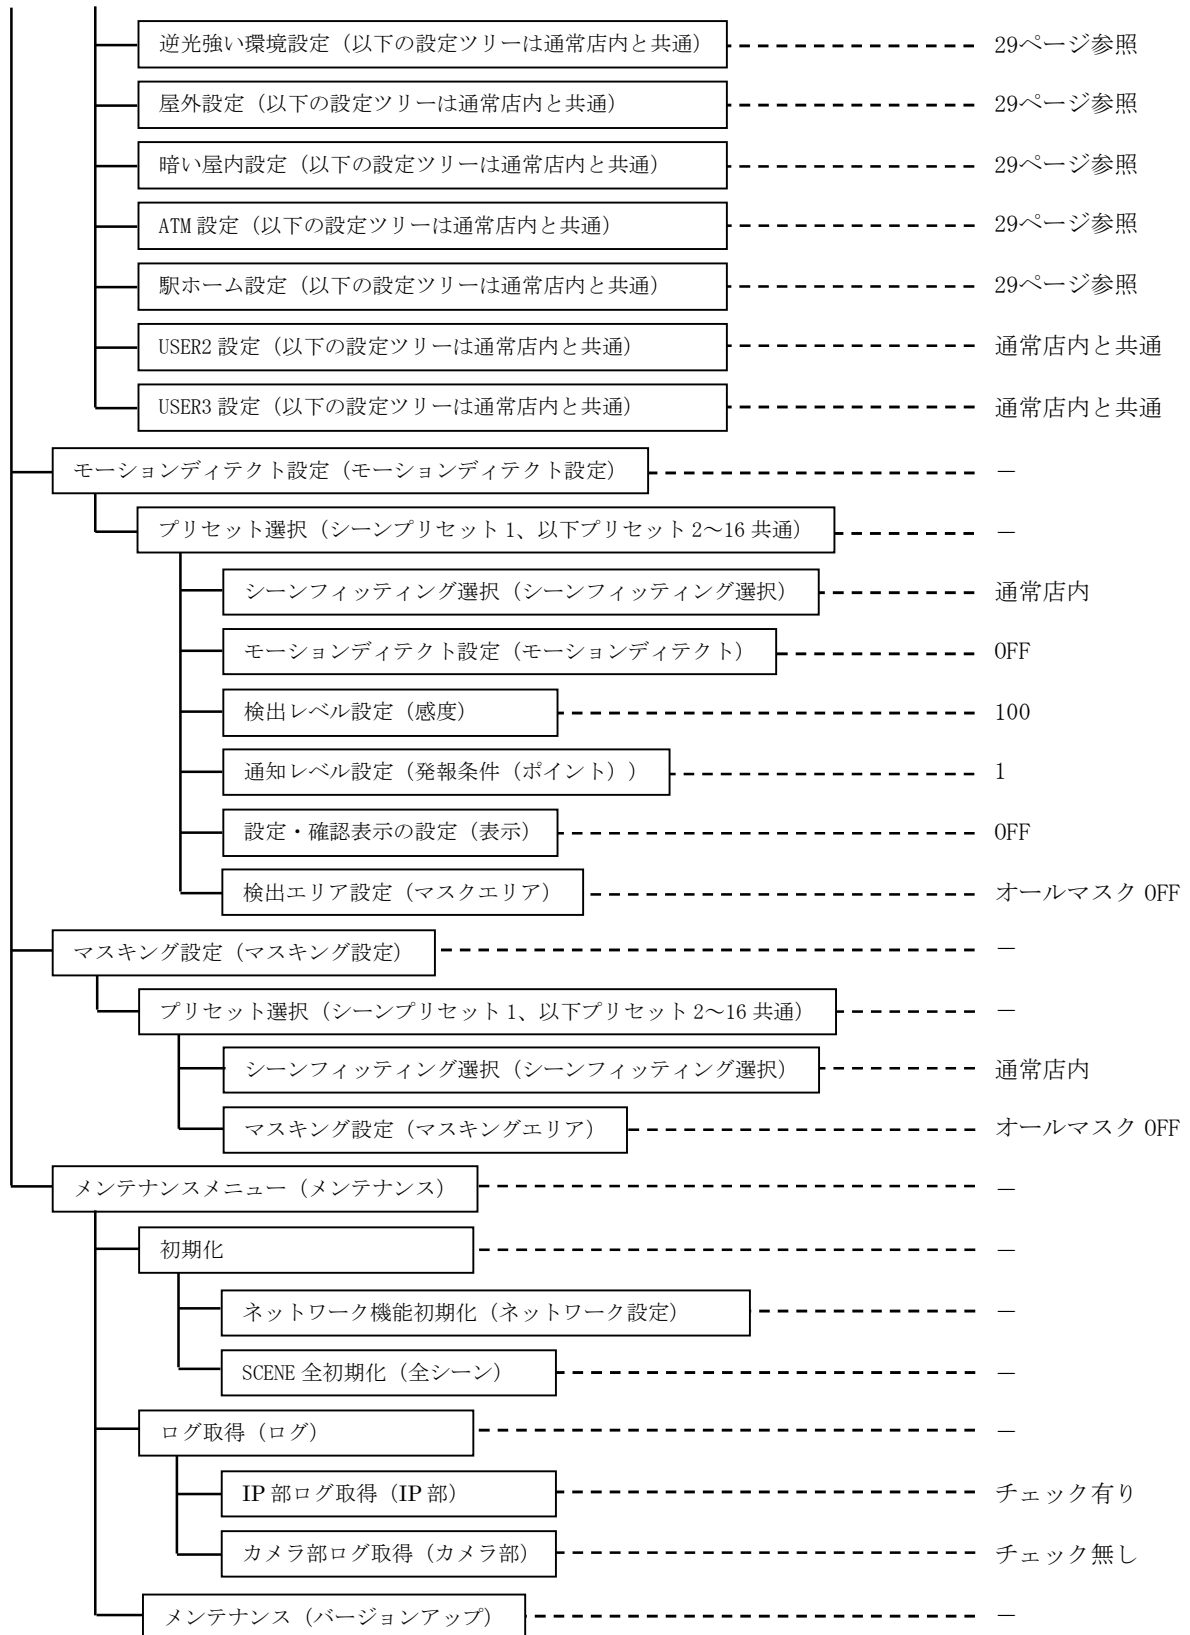 逆光強い環境設定（以下の設定ツリーは通常店内と共通） 29ページ参照
屋外設定（以下の設定ツリーは通常店内と共通） 29ページ参照
暗い屋内設定（以下の設定ツリーは通常店内と共通） 29ページ参照
ATM 設定（以下の設定ツリーは通常店内と共通） 29ページ参照
駅ホーム設定（以下の設定ツリーは通常店内と共通） 29ページ参照
USER2 設定（以下の設定ツリーは通常店内と共通） 通常店内と共通
USER3 設定（以下の設定ツリーは通常店内と共通） 通常店内と共通
モーションディテクト設定（モーションディテクト設定） －
プリセット選択（シーンプリセット 1、以下プリセット 2～16 共通） －
シーンフィッティング選択（シーンフィッティング選択） 通常店内
モーションディテクト設定（モーションディテクト） OFF
検出レベル設定（感度） 100
通知レベル設定（発報条件（ポイント）） 1
設定・確認表示の設定（表示） OFF
検出エリア設定（マスクエリア） オールマスク OFF
マスキング設定（マスキング設定） －
プリセット選択（シーンプリセット 1、以下プリセット 2～16 共通） －
シーンフィッティング選択（シーンフィッティング選択） 通常店内
マスキング設定（マスキングエリア） オールマスク OFF
メンテナンスメニュー（メンテナンス） －
初期化 －
ネットワーク機能初期化（ネットワーク設定） －
SCENE 全初期化（全シーン） －
ログ取得（ログ） －
IP 部ログ取得（IP 部） チェック有り
カメラ部ログ取得（カメラ部） チェック無し
メンテナンス（バージョンアップ） －